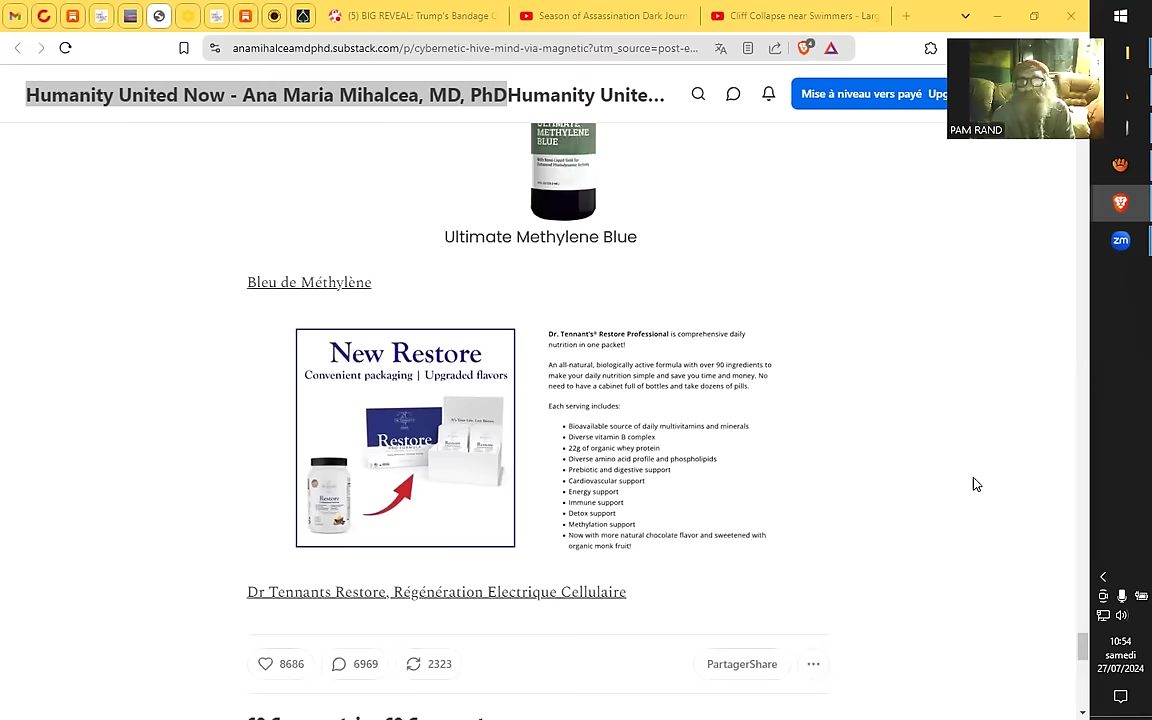 (5) BIG REVEAL: Trump's Bandage C
Season of Assassination Dark Journ
Cliff Collapse near Swimmers - Larg
anamihalceamdphd.substack.com/p/cybernetic-hive-mind-via-magnetic?utm_source=post-e...
4
Humanity United Now - Ana Maria Mihalcea, MD, PhDHumanity Unite...
Mise à niveau vers payé Upg
PAM RAND
zm
ULTIMATE
METHYLENE
BLUE
Ultimate Methylene Blue
Bleu de Méthylène
New Restore
Convenient packaging | Upgraded flavors
Restore
Restore
Dr. Tennant's® Restore Professional is comprehensive daily
nutrition in one packet!
An all-natural, biologically active formula with over 90 ingredients to
make your daily nutrition simple and save you time and money. No
need to have a cabinet full of bottles and take dozens of pills.
Each serving includes:
• Bioavailable source of daily multivitamins and minerals
• Diverse vitamin B complex
• 22g of organic whey protein
• Diverse amino acid profile and phospholipids
• Prebiotic and digestive support
• Cardiovascular support
• Energy support
• Immune support
• Detox support
• Methylation support
• Now with more natural chocolate flavor and sweetened with
organic monk fruit!
Dr Tennants Restore, Régénération Electrique Cellulaire
8686
6969
2323
PartagerShare
10:54
samedi
27/07/2024